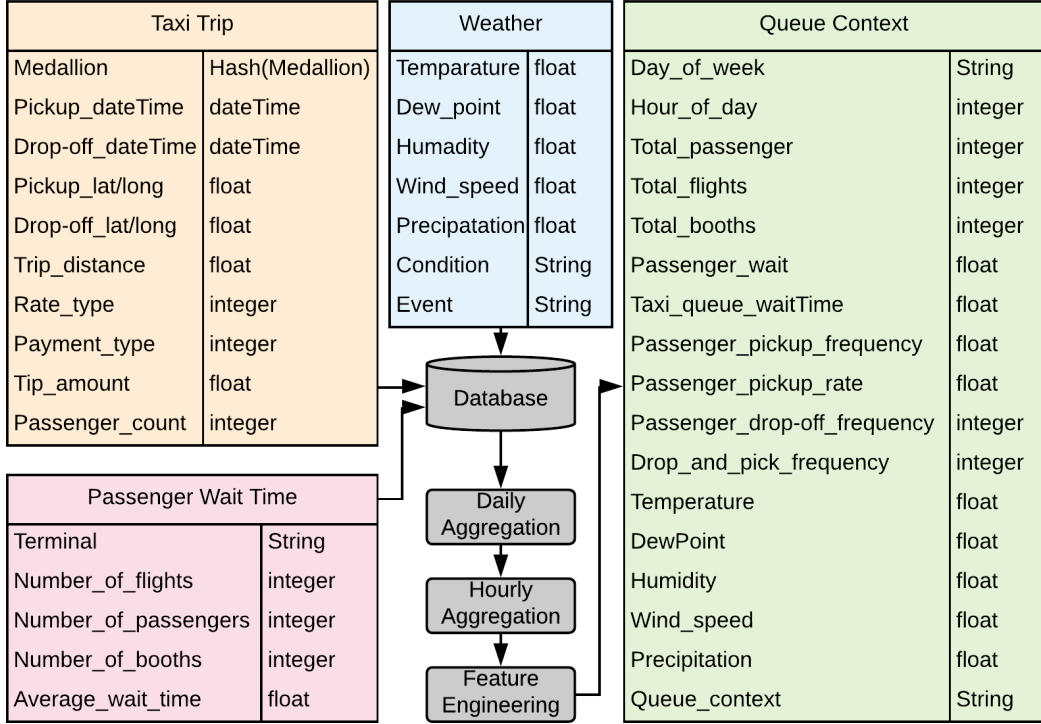 Taxi Trip
Medallion Hash(Medallion)
Pickup_dateTime dateTime
Drop-off_dateTime dateTime
Pickup_lat/long float
Drop-off_lat/long float
Trip_distance float
Rate_type integer
Payment_type integer
Tip_amount float
Passenger_count integer
Passenger Wait Time
Terminal String
Number_of_flights integer
Number_of_passengers integer
Number_of_booths integer
Average_wait_time float
Weather
Temparature float
Dew_point float
Humadity float
Wind_speed float
Precipatation float
Condition String
Event String
Database
Daily
Aggregation
Hourly
Aggregation
Feature
Engineering
Queue Context
Day_of_week String
Hour_of_day integer
Total_passenger integer
Total_flights integer
Total_booths integer
Passenger_wait float
Taxi_queue_waitTime float
Passenger_pickup_frequency float
Passenger_pickup_rate float
Passenger_drop-off_frequency integer
Drop_and_pick_frequency integer
Temperature float
DewPoint float
Humidity float
Wind_speed float
Precipitation float
Queue_context String